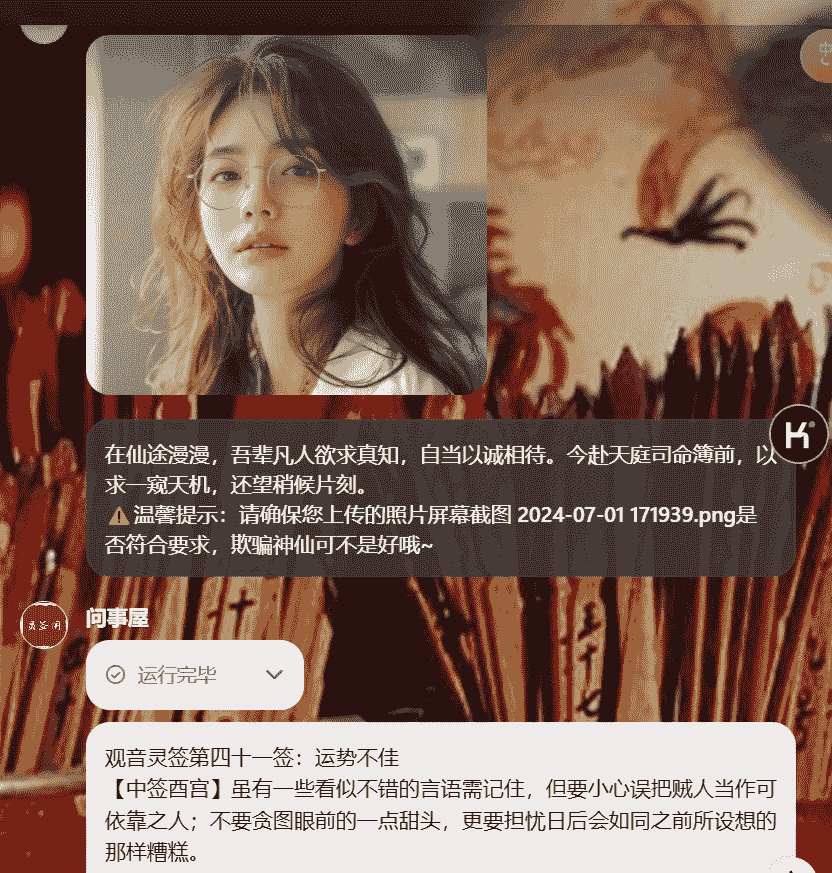 在仙途漫漫，吾辈凡人欲求真知，自当以诚相待。今赴天庭司命簿前，以
求一窥天机，还望稍候片刻。
⚠️温馨提示：请确保您上传的照片屏幕截图 2024-07-01 171939.png是
否符合要求，欺骗神仙可不是好哦~
灵签阁
问事屋
运行完毕
五十七
观音灵签第四十一签：运势不佳
【中签酉宫】虽有一些看似不错的言语需记住，但要小心误把贼人当作可
依靠之人；不要贪图眼前的一点甜头，更要担忧日后会如同之前所设想的
那样糟糕。